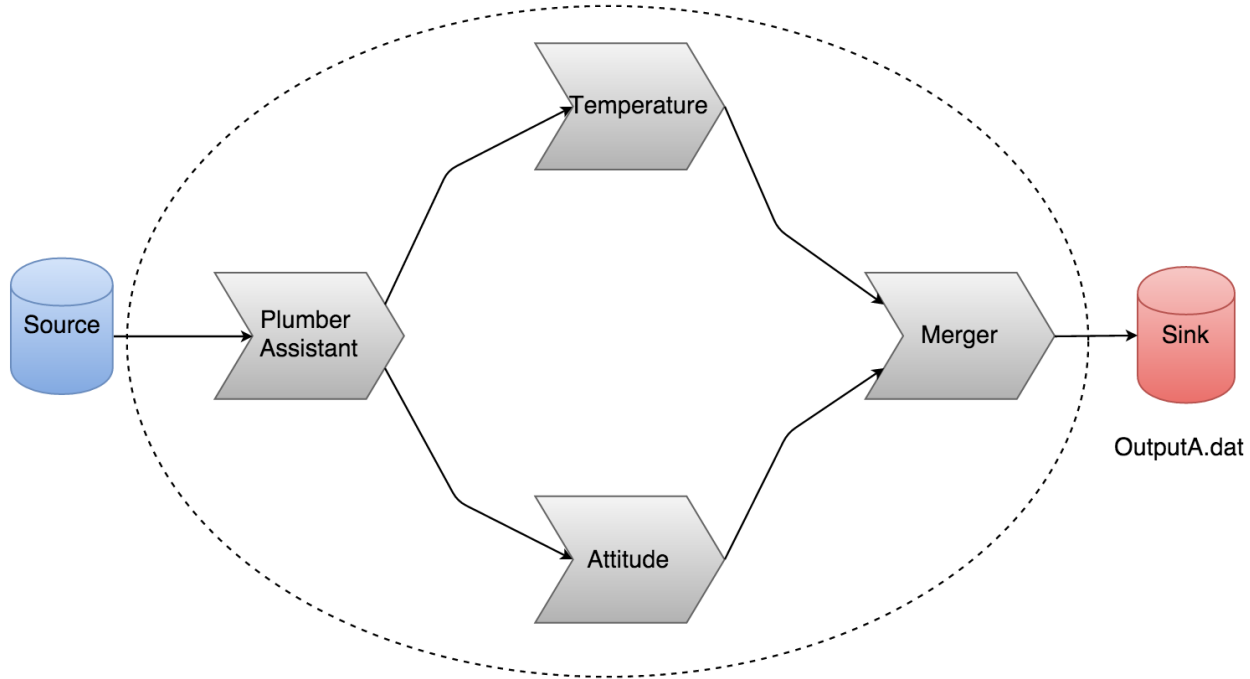 Temperature
Source
Plumber
Assistant
Merger
Sink
OutputA.dat
Attitude